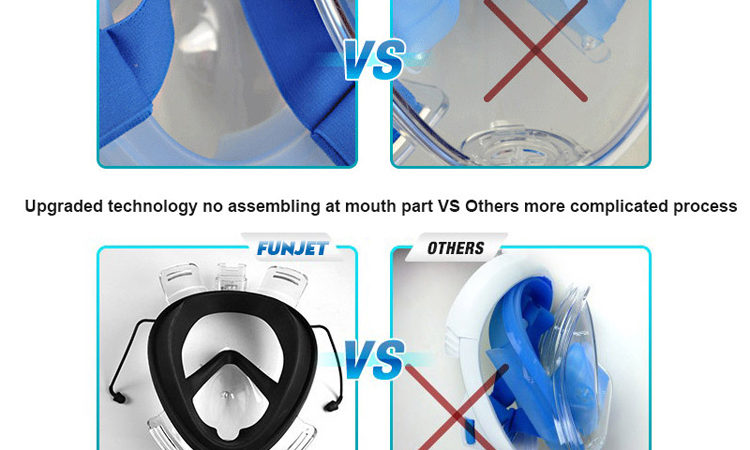 VS
Upgraded technology no assembling at mouth part VS Others more complicated process
FUNJET
OTHERS
VS